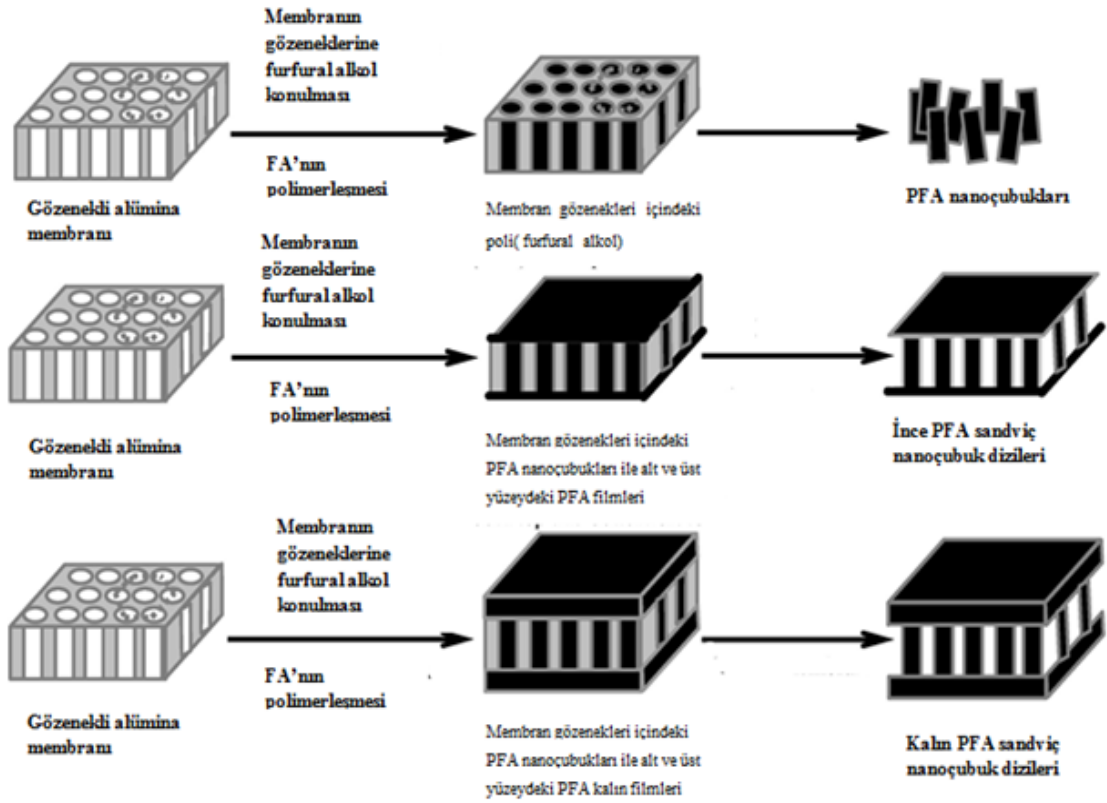 Membranın
gözeneklerine
furfural alkol
konulması
FA’nın
polimerleşmesi
Gözenekli alümina
membranı
Membran gözenekleri içindeki
poli( furfural alkol)
PFA nanoçubukları
Membranın
gözeneklerine
furfural alkol
konulması
FA’nın
polimerleşmesi
Gözenekli alümina
membranı
Membran gözenekleri içindeki
PFA nanoçubukları ile alt ve üst
yüzeydeki PFA filmleri
İnce PFA sandviç
nanoçubuk dizileri
Membranın
gözeneklerine
furfural alkol
konulması
FA’nın
polimerleşmesi
Gözenekli alümina
membranı
Membran gözenekleri içindeki
PFA nanoçubukları ile alt ve üst
yüzeydeki PFA kalın filmleri
Kalın PFA sandviç
nanoçubuk dizileri